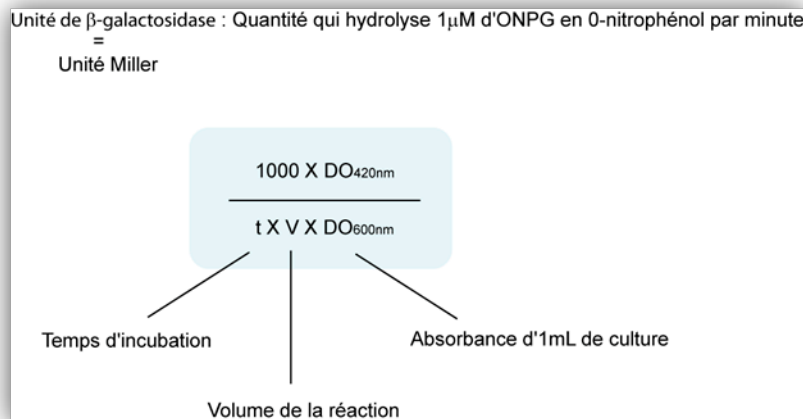 Unité de β-galactosidase : Quantité qui hydrolyse 1μM d'ONPG en 0-nitrophénol par minute
=
Unité Miller
1000 X DO420nm
t X V X DO600nm
Temps d'incubation
Absorbance d'1mL de culture
Volume de la réaction